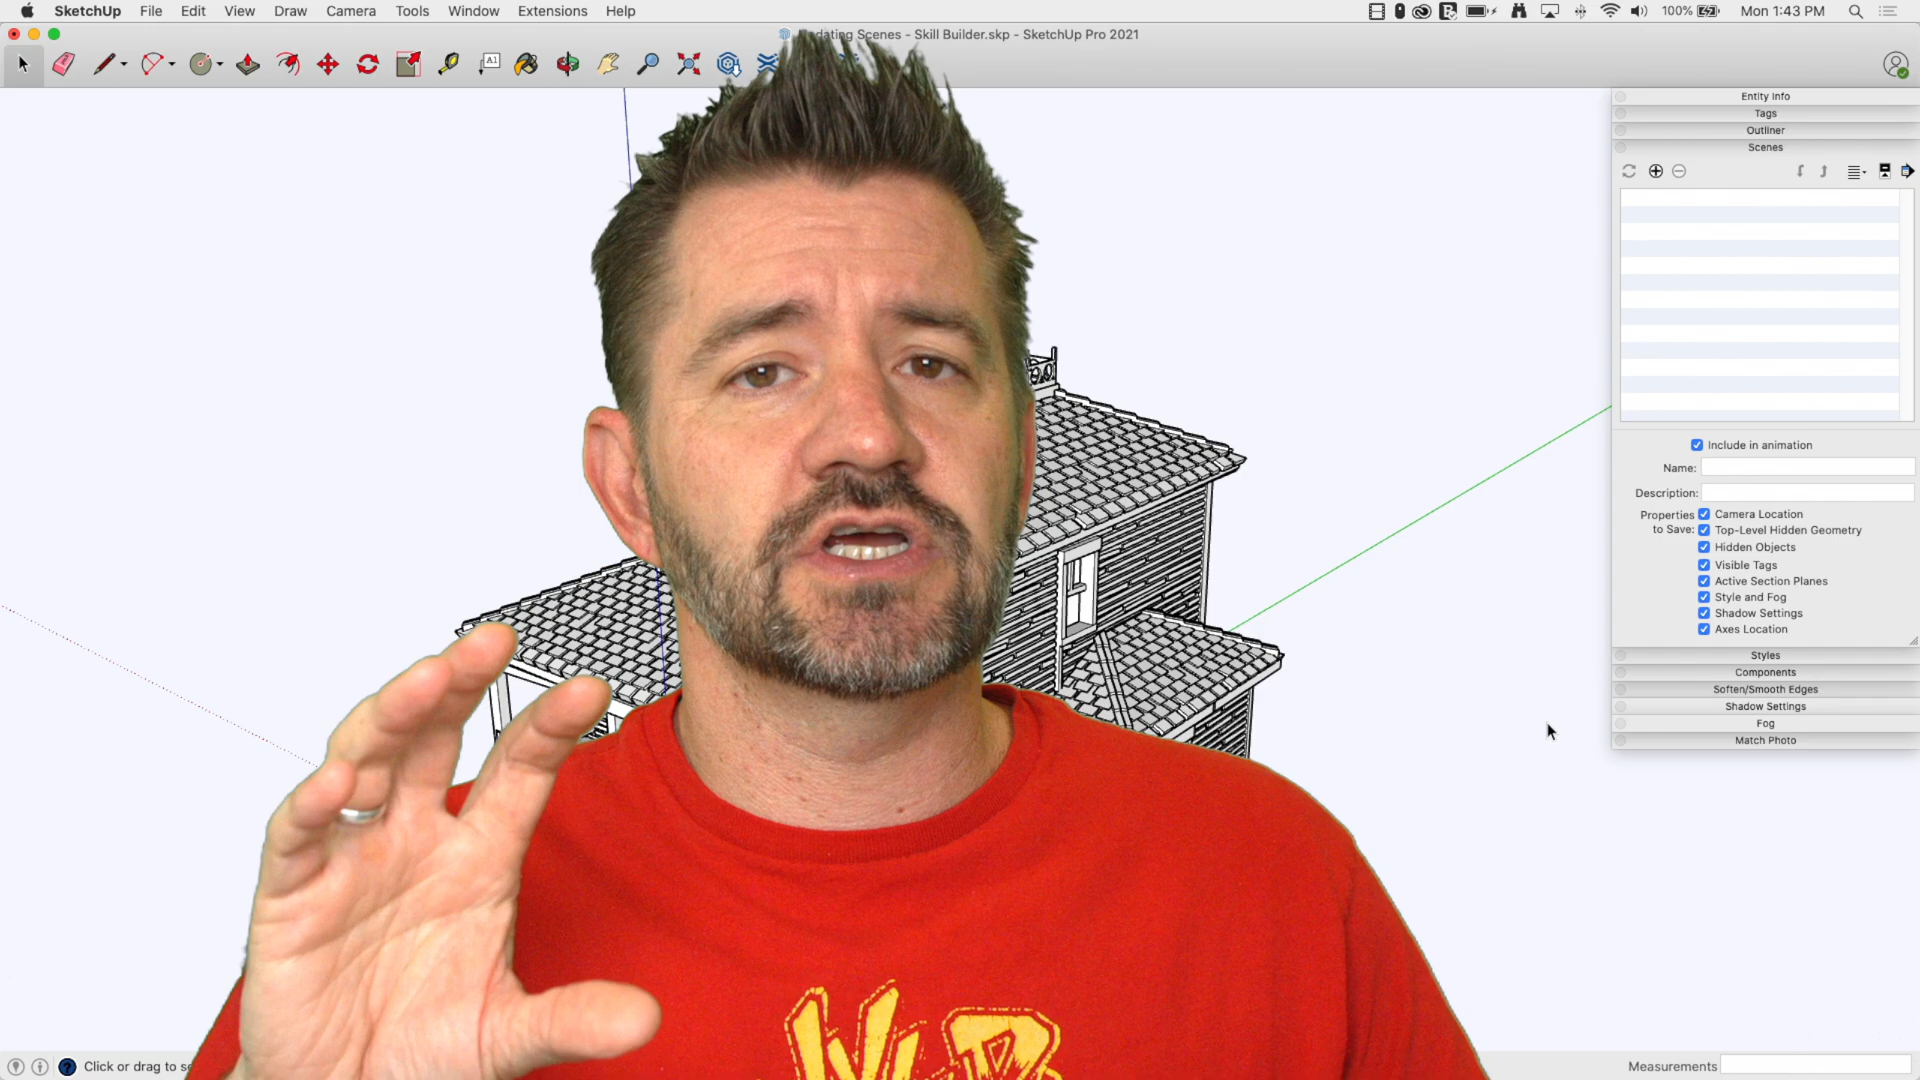 SketchUp File Edit View Draw Camera Tools Window Extensions Help 100% Mon 1:43 PM
dating Scenes - Skill Builder.skp - SketchUp Pro 2021
A1
Entity Info
Tags
Outliner
Scenes
Include in animation
Name:
Description:
Properties to Save:
Camera Location
Top-Level Hidden Geometry
Hidden Objects
Visible Tags
Active Section Planes
Style and Fog
Shadow Settings
Axes Location
Styles
Components
Soften/Smooth Edges
Shadow Settings
Fog
Match Photo
Click or drag to se
Measurements